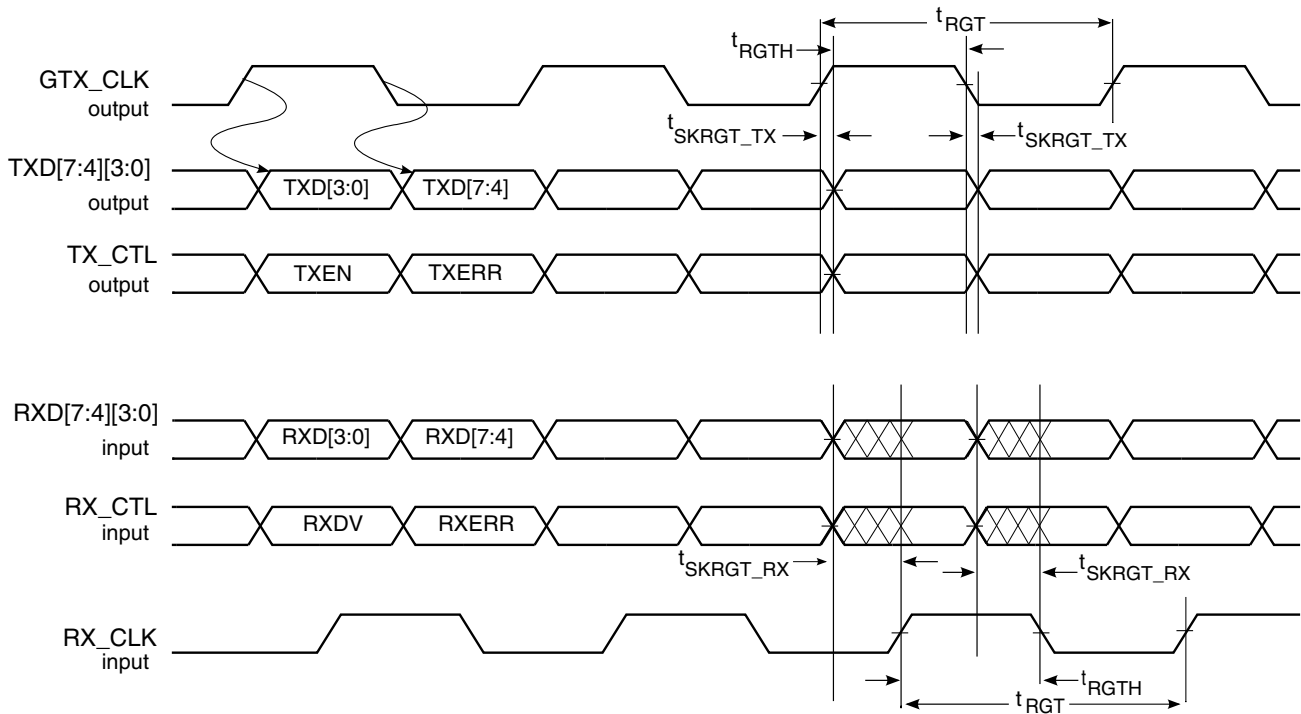 t_RGT
t_RGTH
GTX_CLK
output
t_SKRGT_TX
t_SKRGT_TX
TXD[7:4][3:0]
output
TXD[3:0]
TXD[7:4]
TX_CTL
output
TXEN
TXERR
RXD[7:4][3:0]
input
RXD[3:0]
RXD[7:4]
RX_CTL
input
RXDV
RXERR
t_SKRGT_RX
t_SKRGT_RX
RX_CLK
input
t_RGTH
t_RGT